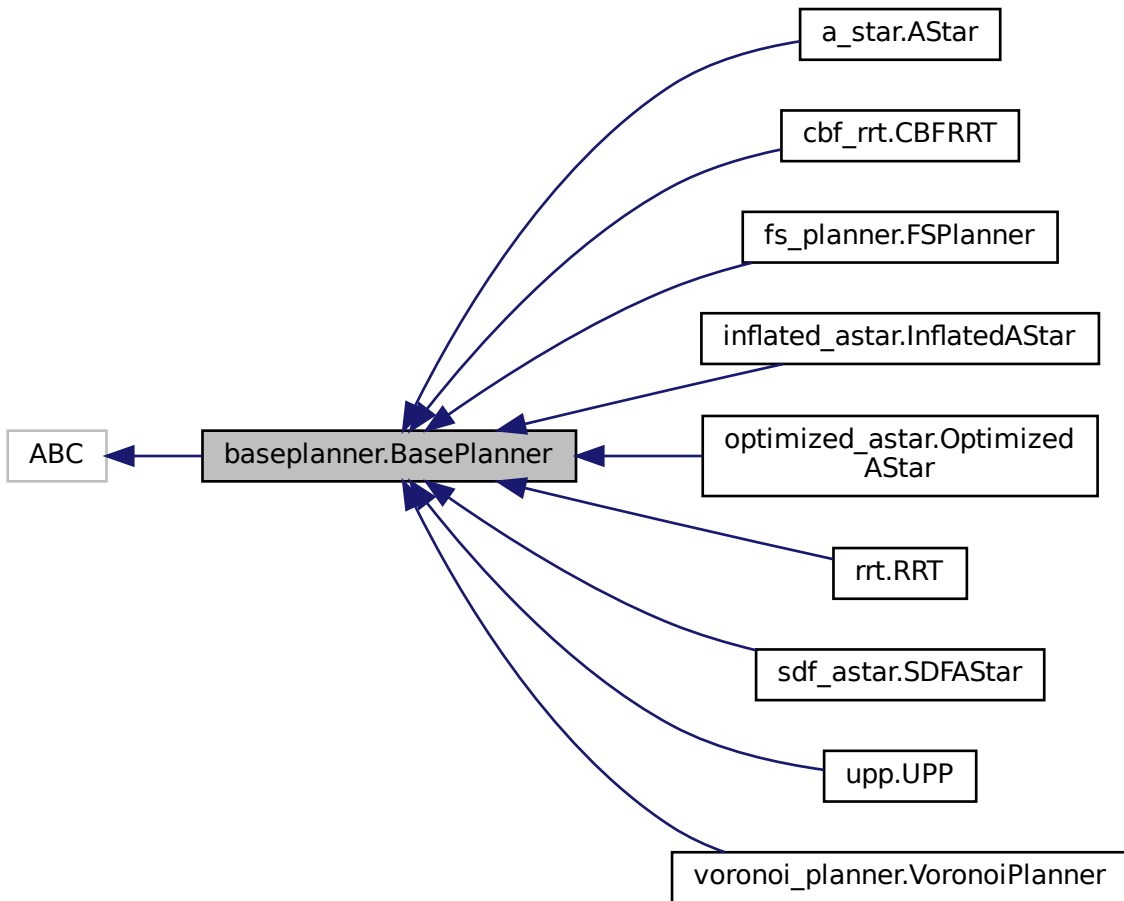 a_star.AStar
cbf_rrt.CBFRRT
fs_planner.FSPlanner
inflated_astar.InflatedAStar
ABC
baseplanner.BasePlanner
optimized_astar.Optimized
AStar
rrt.RRT
sdf_astar.SDFAStar
upp.UPP
voronoi_planner.VoronoiPlanner